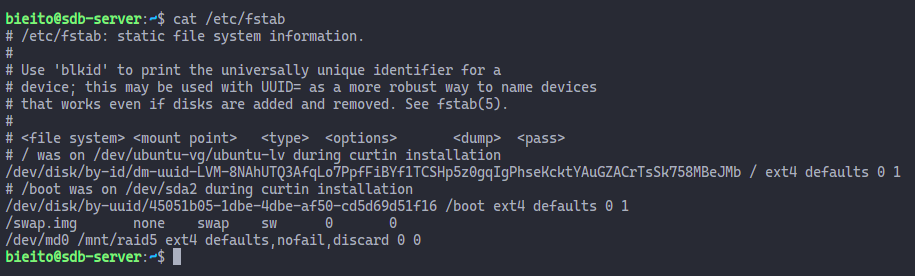 bieito@sdb-server:~$ cat /etc/fstab
# /etc/fstab: static file system information.
#
# Use 'blkid' to print the universally unique identifier for a
# device; this may be used with UUID= as a more robust way to name devices
# that works even if disks are added and removed. See fstab(5).
#
# <file system> <mount point>   <type>  <options>       <dump>  <pass>
# / was on /dev/ubuntu-vg/ubuntu-lv during curtin installation
/dev/disk/by-id/dm-uuid-LVM-8NAhUTQ3AfqLo7PpfFiBYf1TCSHp5z0gqIgPhseKcktYAuGZACrTsSk758MBeJMb / ext4 defaults 0 1
# /boot was on /dev/sda2 during curtin installation
/dev/disk/by-uuid/45051b05-1dbe-4dbe-af50-cd5d69d51f16 /boot ext4 defaults 0 1
/swap.img       none    swap    sw      0       0
/dev/md0 /mnt/raid5 ext4 defaults,nofail,discard 0 0
bieito@sdb-server:~$